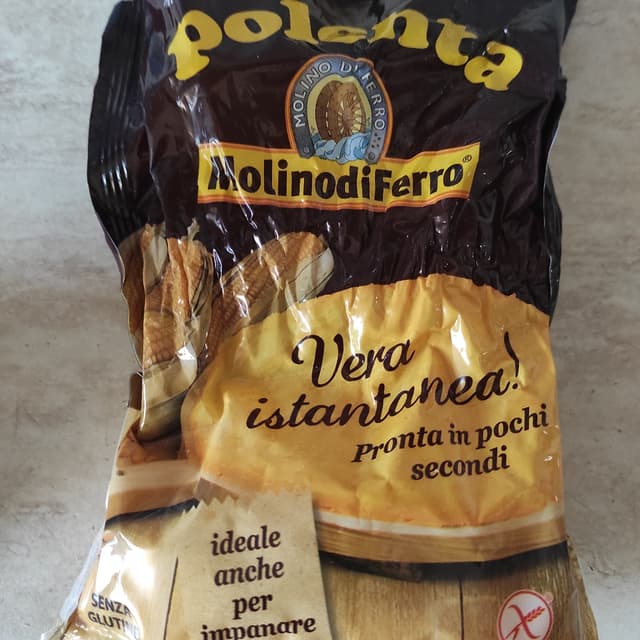 polenta
MOLINO DI FERRO
MolinodiFerro®
Vera
istantanea!
Pronta in pochi
secondi
ideale
anche
per
impanare
SENZA
GLUTINE